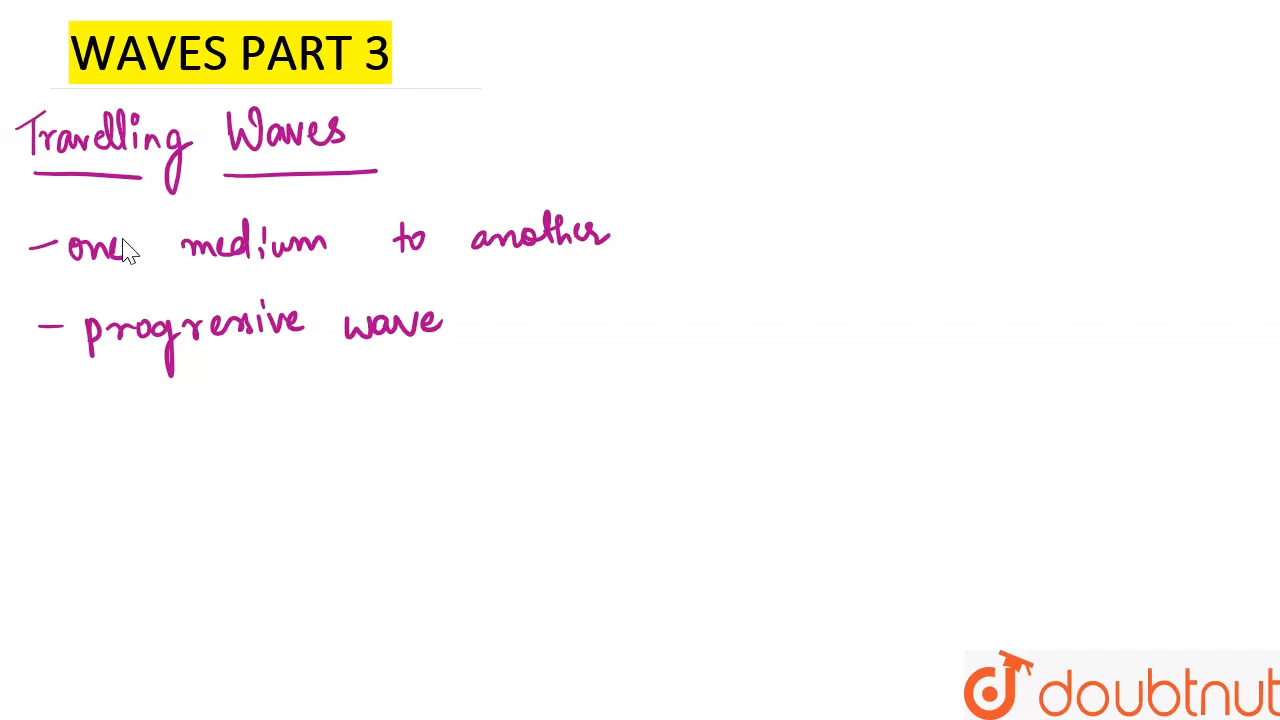 WAVES PART 3
Travelling Waves
- one medium to another
- progressive wave
doubtnut